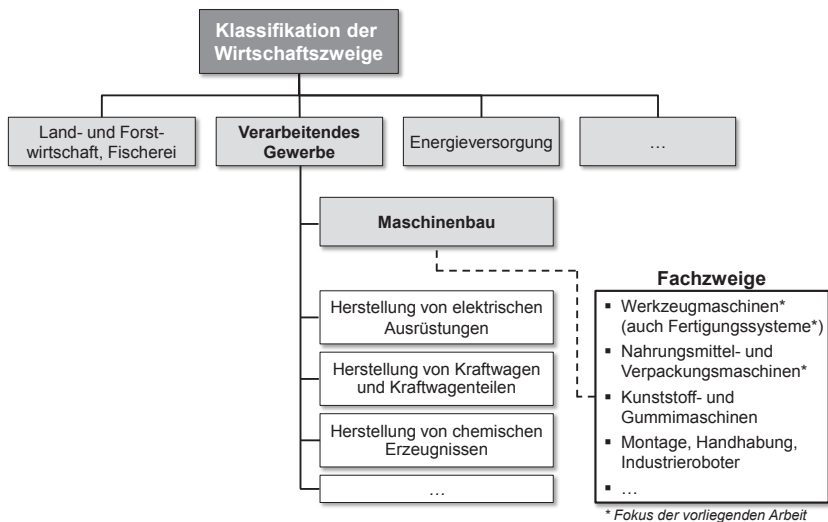 Klassifikation der
Wirtschaftszweige
Land- und Forst-
wirtschaft, Fischerei
Verarbeitendes
Gewerbe
Energieversorgung
…
Maschinenbau
Herstellung von elektrischen
Ausrüstungen
Herstellung von Kraftwagen
und Kraftwagenteilen
Herstellung von chemischen
Erzeugnissen
…
Fachzweige
▪ Werkzeugmaschinen*
(auch Fertigungssysteme*)
▪ Nahrungsmittel- und
Verpackungsmaschinen*
▪ Kunststoff- und
Gummimaschinen
▪ Montage, Handhabung,
Industrieroboter
▪ …
* Fokus der vorliegenden Arbeit